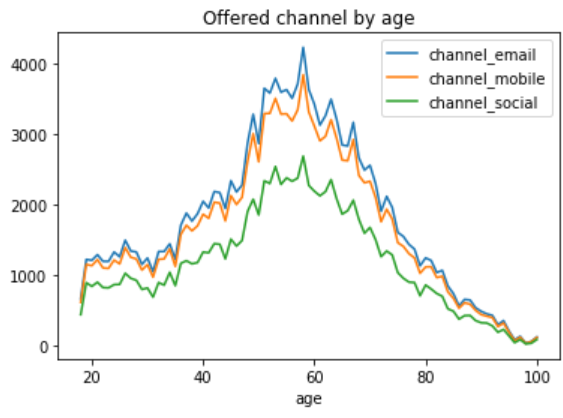 Offered channel by age
channel_email
channel_mobile
channel_social
4000
3000
2000
1000
0
20 40 60 80 100
age